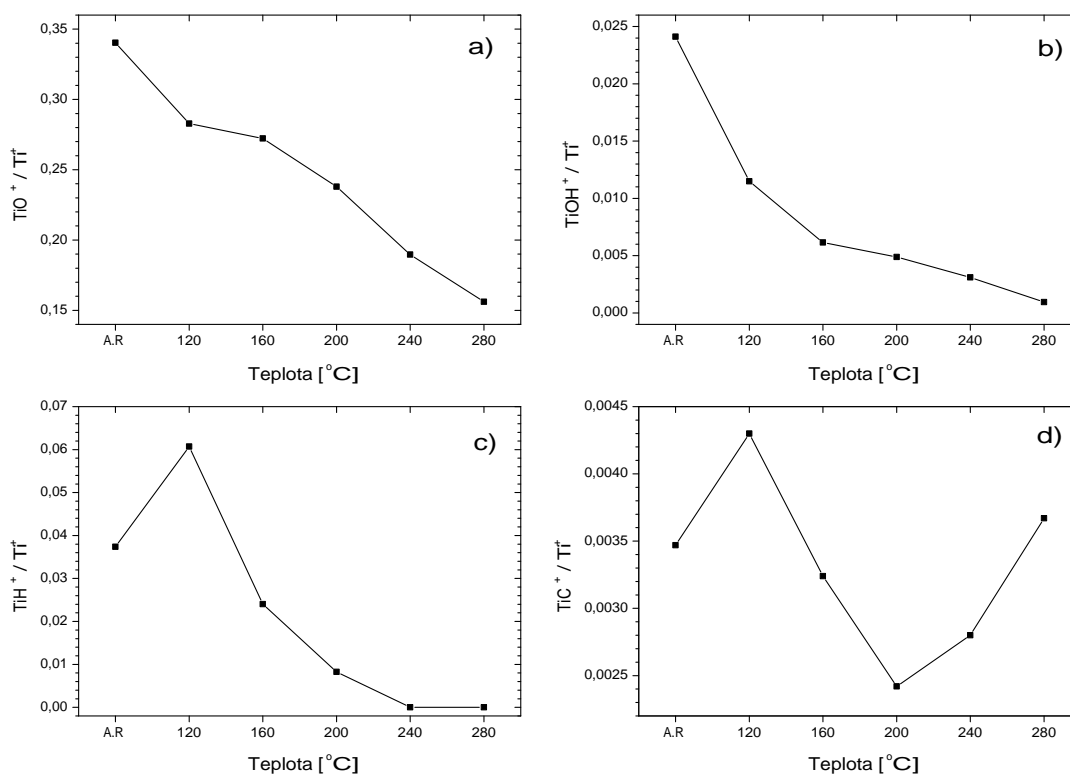 a)
TiO + / Ti+
0,35
0,30
0,25
0,20
0,15
A.R 120 160 200 240 280
Teplota [oC]
b)
TiOH + / Ti+
0,025
0,020
0,015
0,010
0,005
0,000
A.R 120 160 200 240 280
Teplota [oC]
c)
TiH + / Ti+
0,07
0,06
0,05
0,04
0,03
0,02
0,01
0,00
A.R 120 160 200 240 280
Teplota [oC]
d)
TiC + / Ti+
0,0045
0,0040
0,0035
0,0030
0,0025
A.R 120 160 200 240 280
Teplota [oC]